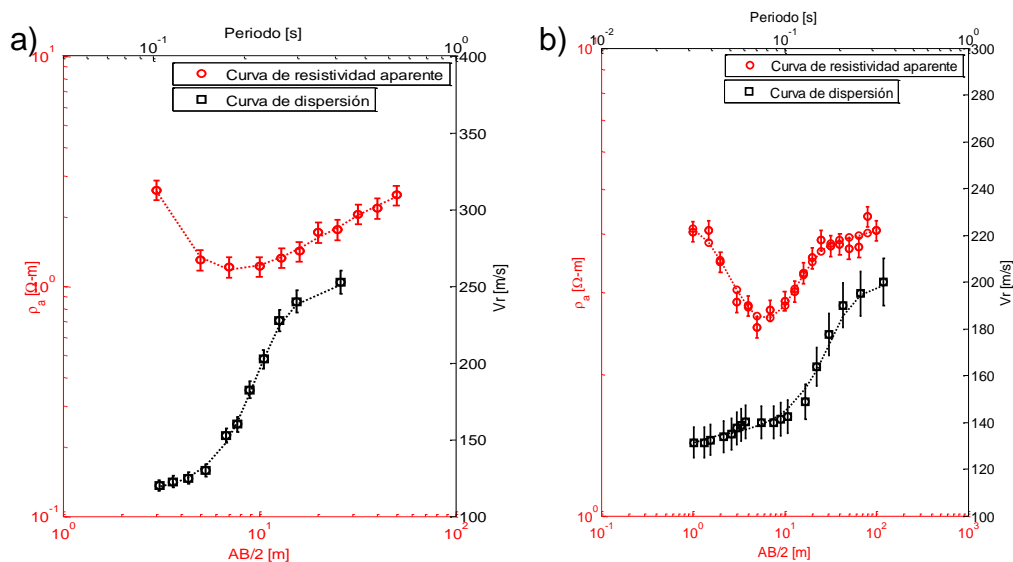 a)
Periodo [s]
10^-1
10^0
10^1
400
Curva de resistividad aparente
Curva de dispersión
350
300
ρa [Ω-m]
10^0
250
Vr [m/s]
200
150
10^-1
100
10^0
10^1
10^2
AB/2 [m]
b)
Periodo [s]
10^-2
10^-1
10^0
10^1
300
Curva de resistividad aparente
Curva de dispersión
280
260
240
220
ρa [Ω-m]
200
Vr [m/s]
180
160
140
120
10^0
100
10^-1
10^0
10^1
10^2
10^3
AB/2 [m]